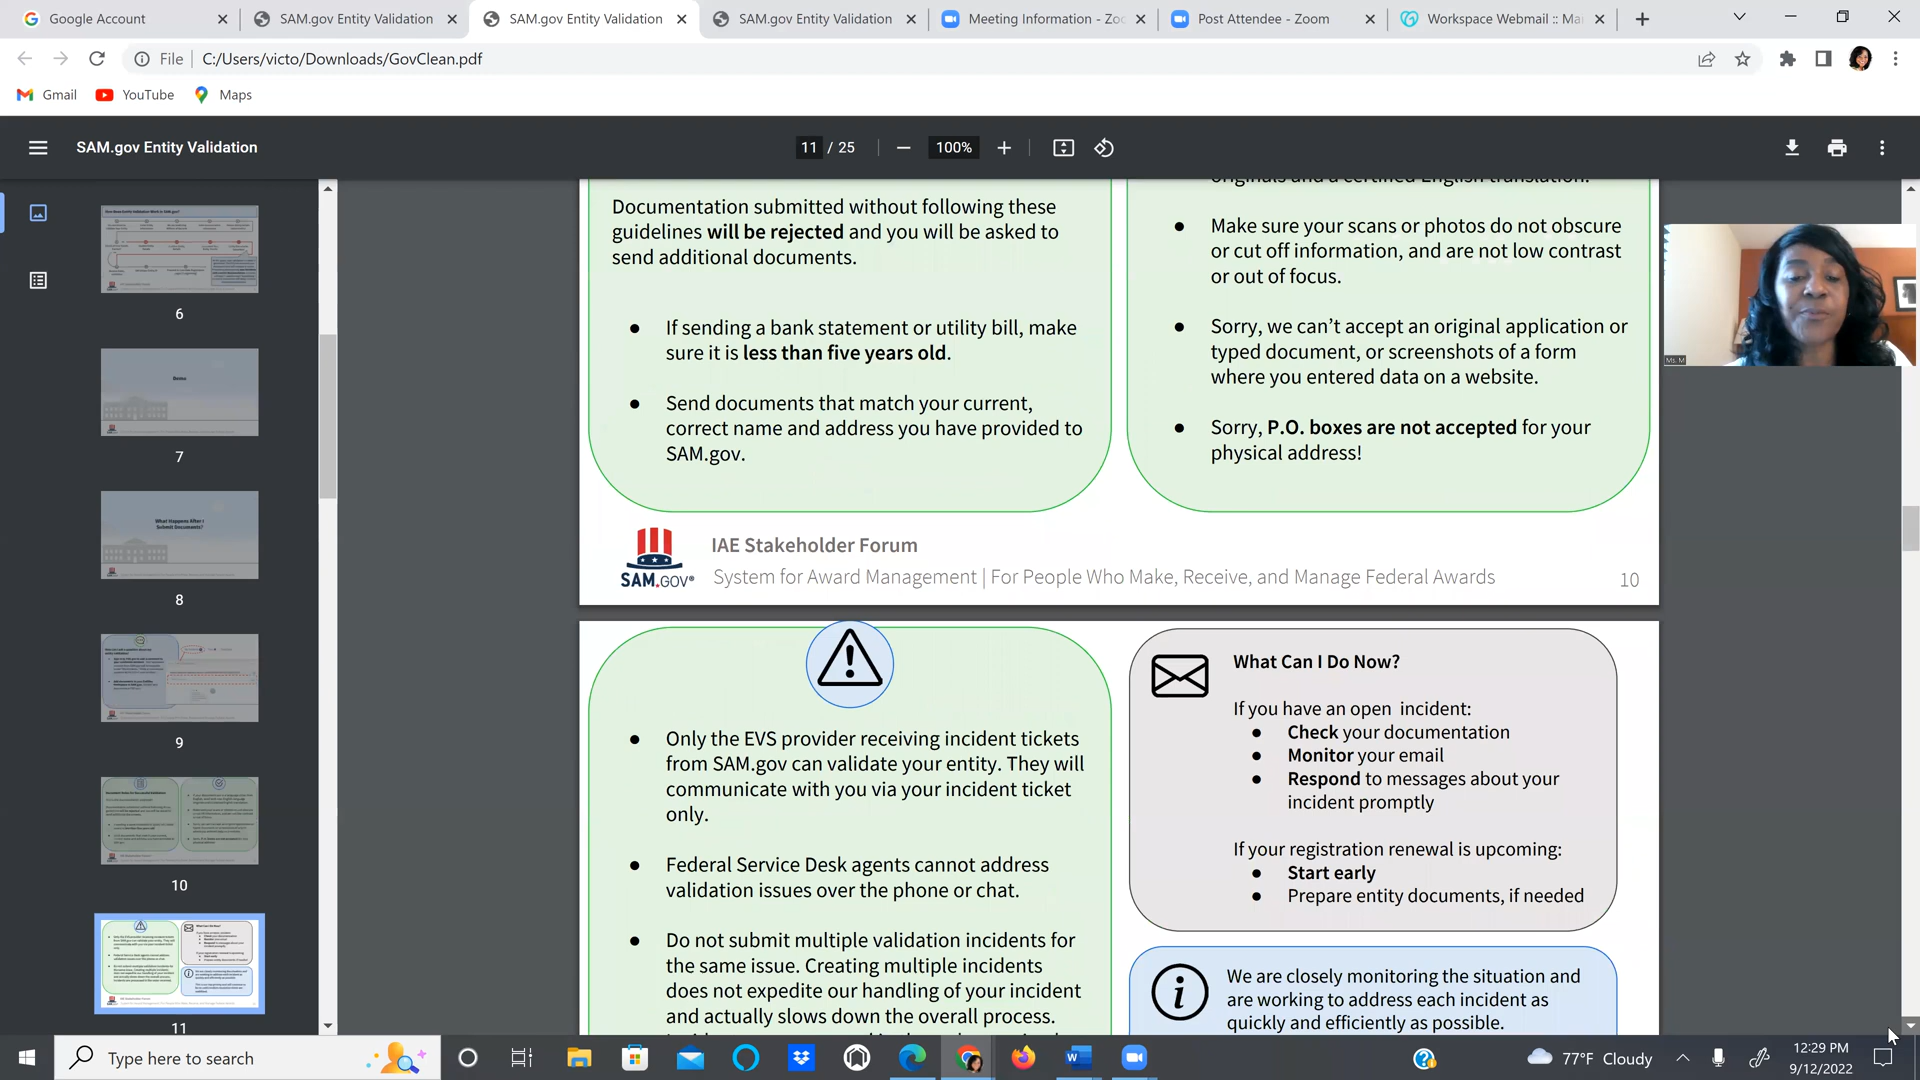 Google Account
SAM.gov Entity Validation
SAM.gov Entity Validation
SAM.gov Entity Validation
Meeting Information - Zoo
Post Attendee - Zoom
Workspace Webmail :: Ma
File
C:/Users/victo/Downloads/GovClean.pdf
Gmail
YouTube
Maps
SAM.gov Entity Validation
11 / 25
100%
6
Demo
7
What Happens After I
Submit Documents?
8
9
10
11
Documentation submitted without following these
guidelines will be rejected and you will be asked to
send additional documents.
● If sending a bank statement or utility bill, make
sure it is less than five years old.
● Send documents that match your current,
correct name and address you have provided to
SAM.gov.
originals and a certified English translation.
● Make sure your scans or photos do not obscure
or cut off information, and are not low contrast
or out of focus.
● Sorry, we can’t accept an original application or
typed document, or screenshots of a form
where you entered data on a website.
● Sorry, P.O. boxes are not accepted for your
physical address!
SAM.GOV®
IAE Stakeholder Forum
System for Award Management | For People Who Make, Receive, and Manage Federal Awards
10
● Only the EVS provider receiving incident tickets
from SAM.gov can validate your entity. They will
communicate with you via your incident ticket
only.
● Federal Service Desk agents cannot address
validation issues over the phone or chat.
● Do not submit multiple validation incidents for
the same issue. Creating multiple incidents
does not expedite our handling of your incident
and actually slows down the overall process.
What Can I Do Now?
If you have an open incident:
● Check your documentation
● Monitor your email
● Respond to messages about your
incident promptly
If your registration renewal is upcoming:
● Start early
● Prepare entity documents, if needed
We are closely monitoring the situation and
are working to address each incident as
quickly and efficiently as possible.
Ms. M
Type here to search
77°F Cloudy
12:29 PM
9/12/2022